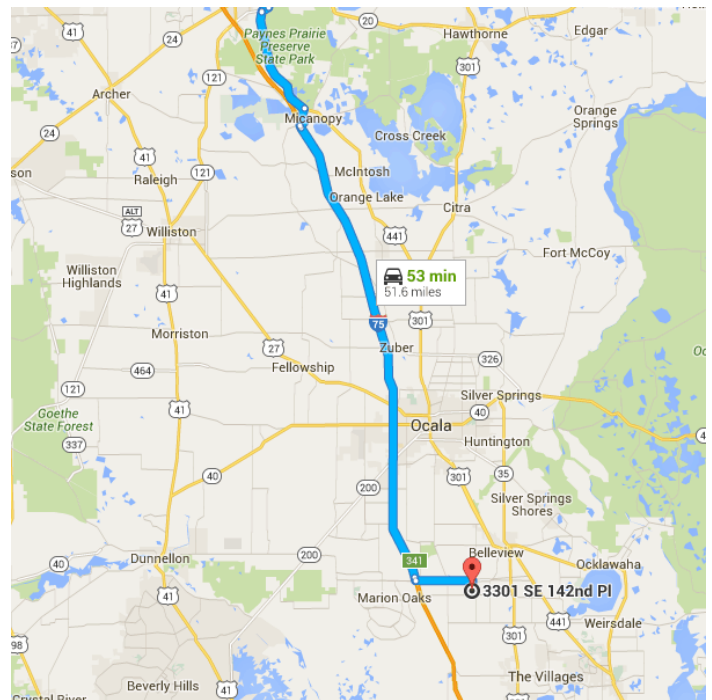 41
24
20
Hawthorne
Edgar
Paynes Prairie
Preserve
State Park
121
301
Archer
Micanopy
Orange
Springs
24
Cross Creek
41
121
McIntosh
Raleigh
Orange Lake
Citra
ALT
27
Williston
441
Fort McCoy
Williston
Highlands
53 min
51.6 miles
41
75
301
Morriston
27
Zuber
326
464
Fellowship
121
Silver Springs
Goethe
State Forest
41
40
Ocala
337
Huntington
301
40
200
35
Silver Springs
Shores
40
Dunnellon
200
341
Belleview
Ocklawaha
41
Marion Oaks
3301 SE 142nd Pl
301
441
Weirsdale
98
The Villages
Beverly Hills
Crystal River